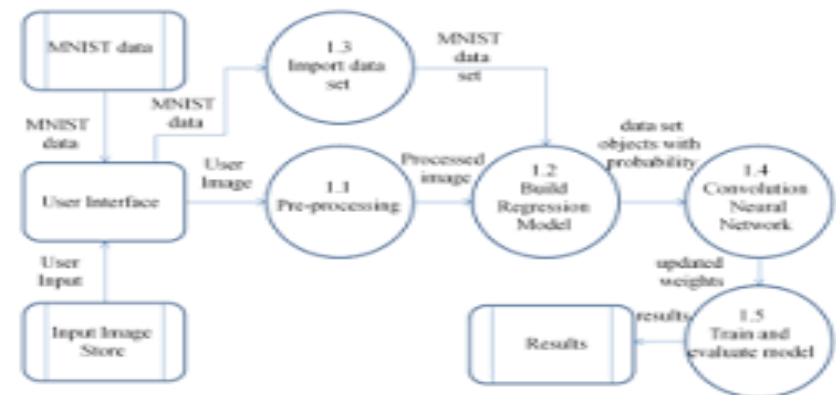 MNIST data
1.3
Import data
set
MNIST
data
set
MNIST
data
MNIST
data
data set
objects with
probability
User Interface
User
Image
1.1
Pre-processing
Processed
image
1.2
Build
Regression
Model
1.4
Convolution
Neural
Network
User
Input
updated
weights
Input Image
Store
Results
results
1.5
Train and
evaluate model